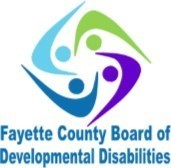 Fayette County Board of
Developmental Disabilities